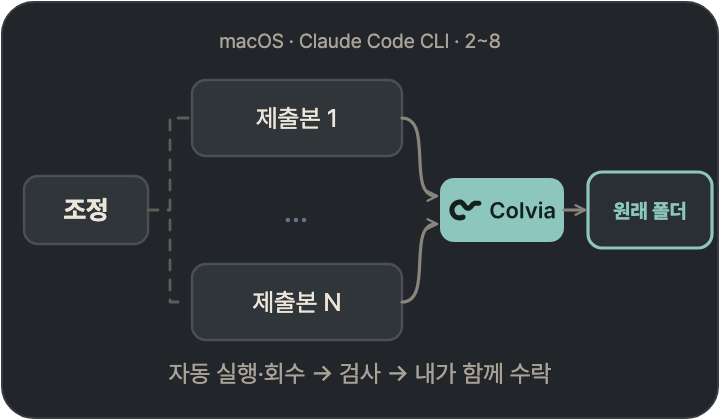 macOS · Claude Code CLI · 2~8
제출본 1
조정
...
Colvia
원래 폴더
제출본 N
자동 실행·회수 → 검사 → 내가 함께 수락